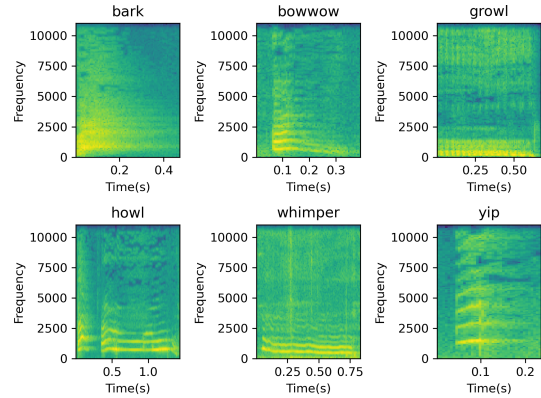 bark bowwow growl
10000 10000 10000
7500 7500 7500
Frequency Frequency Frequency
5000 5000 5000
2500 2500 2500
0 0 0
0.2 0.4 0.1 0.2 0.3 0.25 0.50
Time(s) Time(s) Time(s)
howl whimper yip
10000 10000 10000
7500 7500 7500
Frequency Frequency Frequency
5000 5000 5000
2500 2500 2500
0 0 0
0.5 1.0 0.25 0.50 0.75 0.1 0.2
Time(s) Time(s) Time(s)